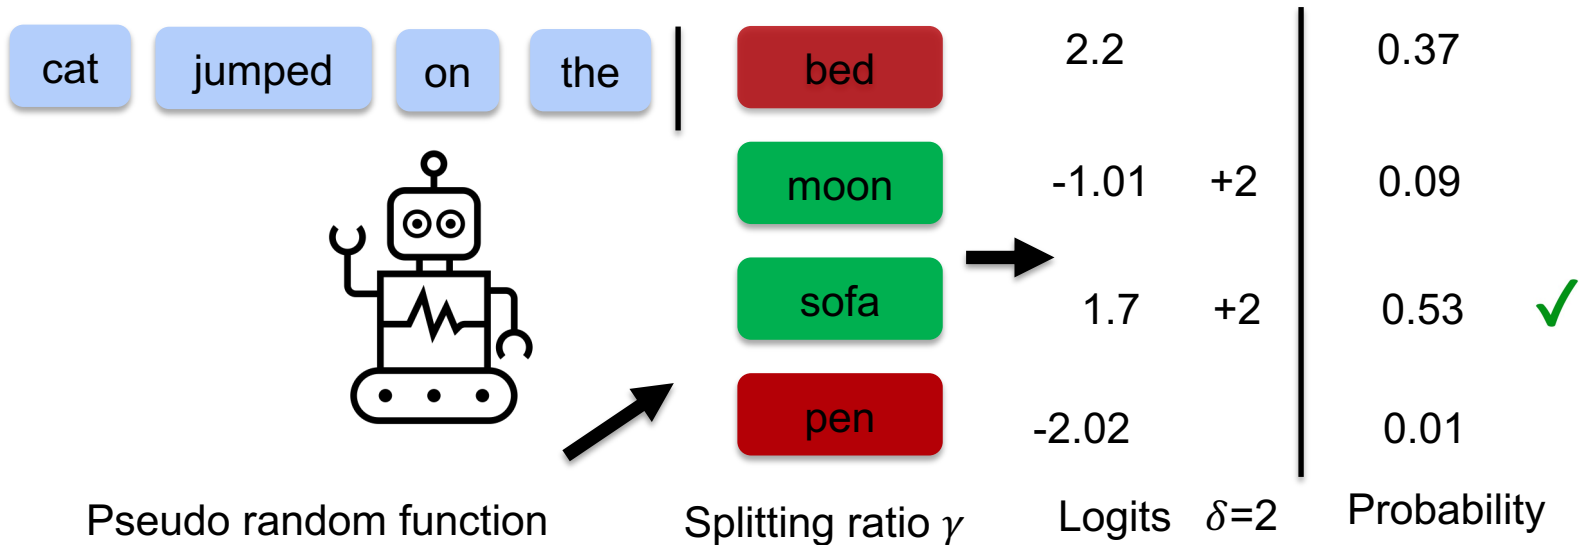 cat jumped on the bed 2.2 0.37
moon -1.01 +2 0.09
sofa 1.7 +2 0.53 ✓
pen -2.02 0.01
Pseudo random function Splitting ratio γ Logits δ=2 Probability